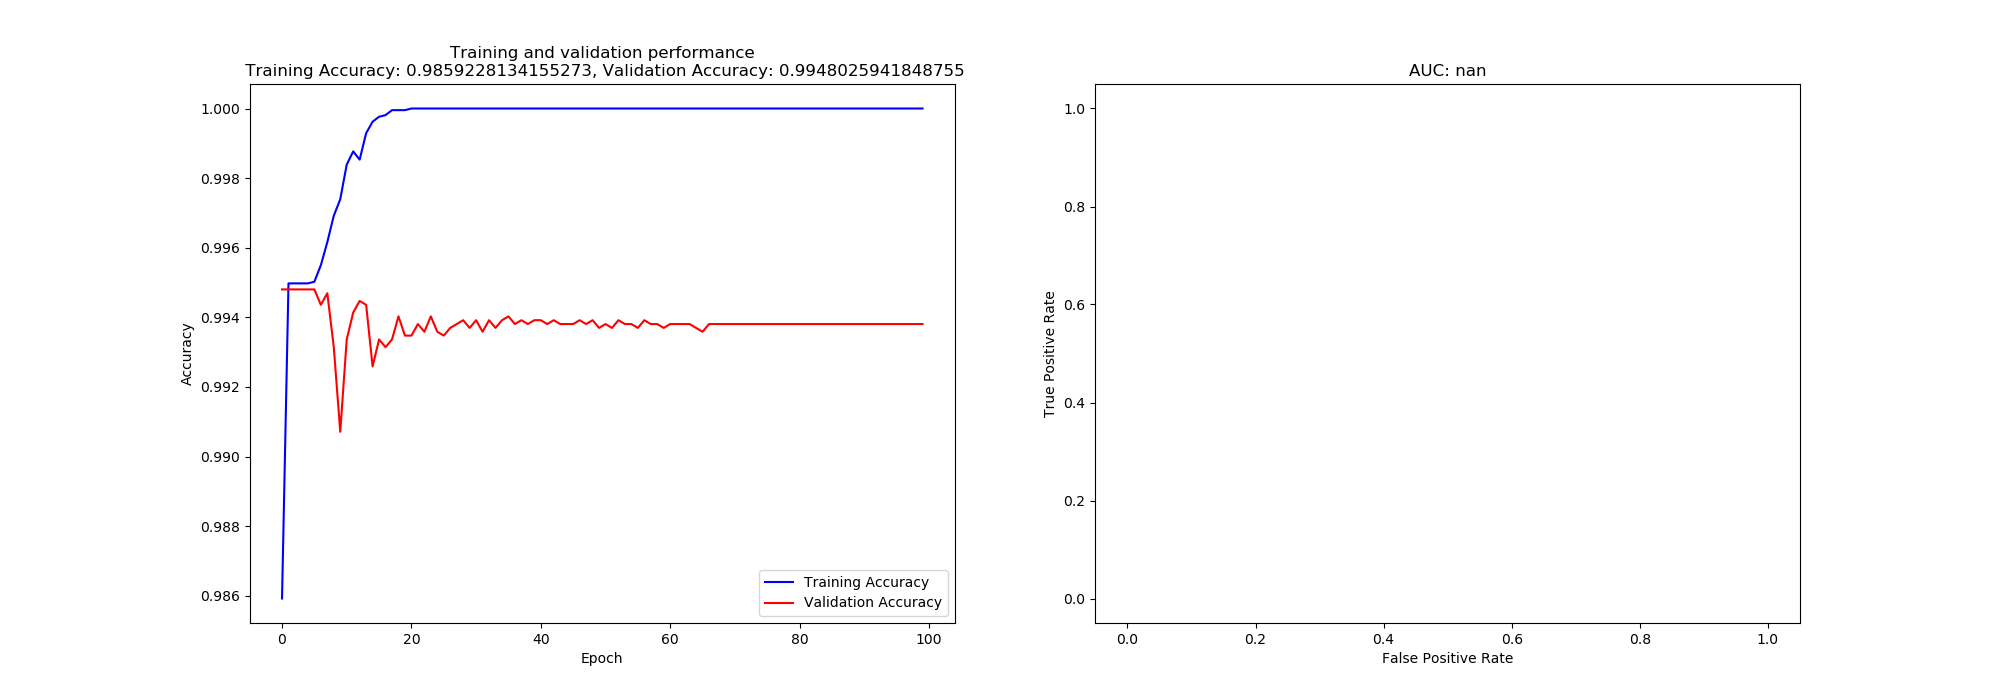 Training and validation performance
Training Accuracy: 0.9859228134155273, Validation Accuracy: 0.9948025941848755
1.000
0.998
0.996
0.994
0.992
0.990
0.988
0.986
Accuracy
0
20
40
60
80
100
Epoch
Training Accuracy
Validation Accuracy
AUC: nan
1.0
0.8
0.6
0.4
0.2
0.0
True Positive Rate
0.0
0.2
0.4
0.6
0.8
1.0
False Positive Rate